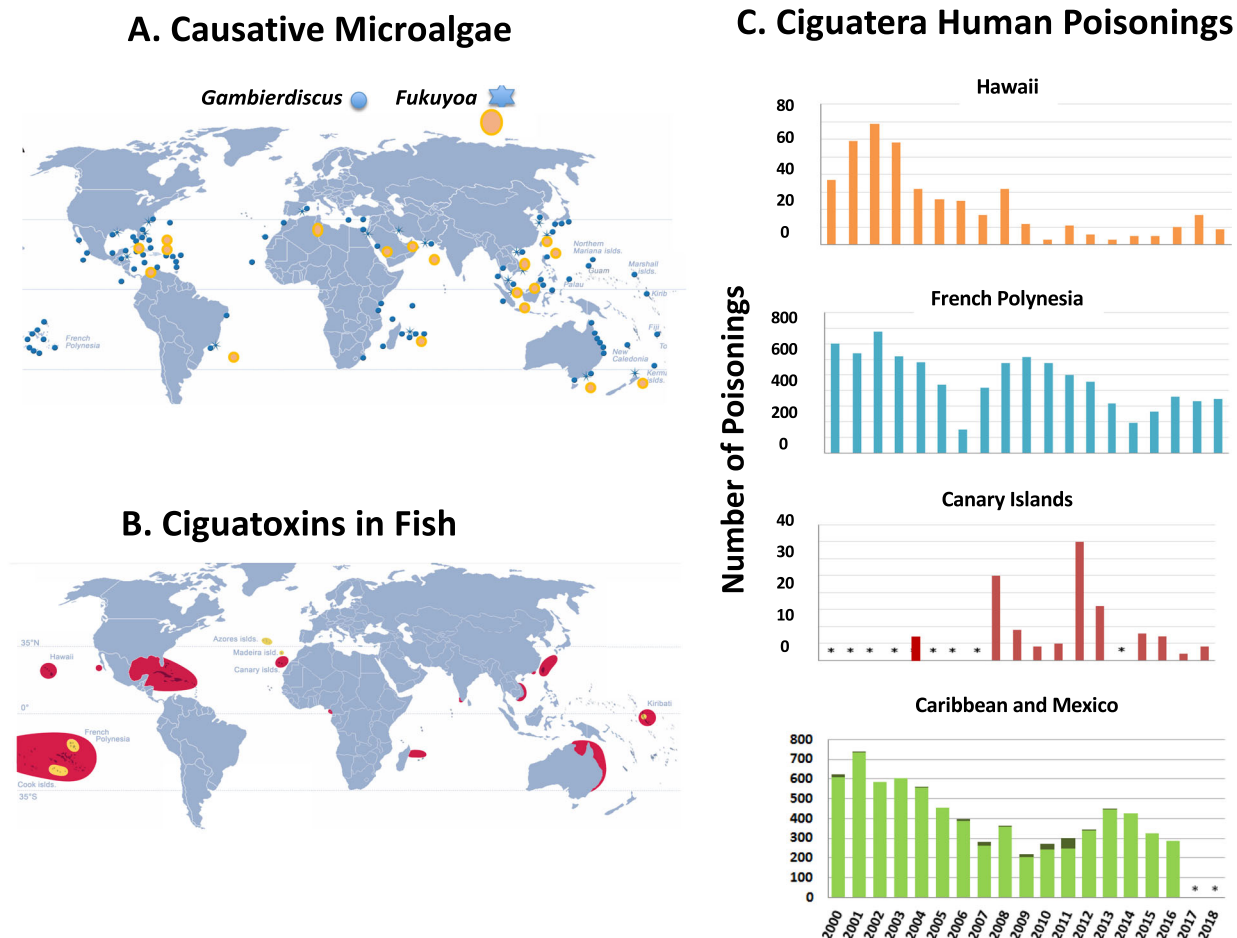 A. Causative Microalgae
Gambierdiscus
Fukuyoa
Northern
Mariana islds.
Guam
Marshall
islds.
Palau
Kirib
Fiji
To
French
Polynesia
New
Caledonia
Kerma
islds.
B. Ciguatoxins in Fish
35°N
Azores islds.
Madeira isld.
Canary islds.
Hawaii
0°
Kiribati
French
Polynesia
Cook islds.
35°S
C. Ciguatera Human Poisonings
Number of Poisonings
Hawaii
80
60
40
20
0
French Polynesia
800
600
400
200
0
Canary Islands
40
30
20
10
0
* * * * * * * *
Caribbean and Mexico
800
700
600
500
400
300
200
100
0
* *
2000 2001 2002 2003 2004 2005 2006 2007 2008 2009 2010 2011 2012 2013 2014 2015 2016 2017 2018